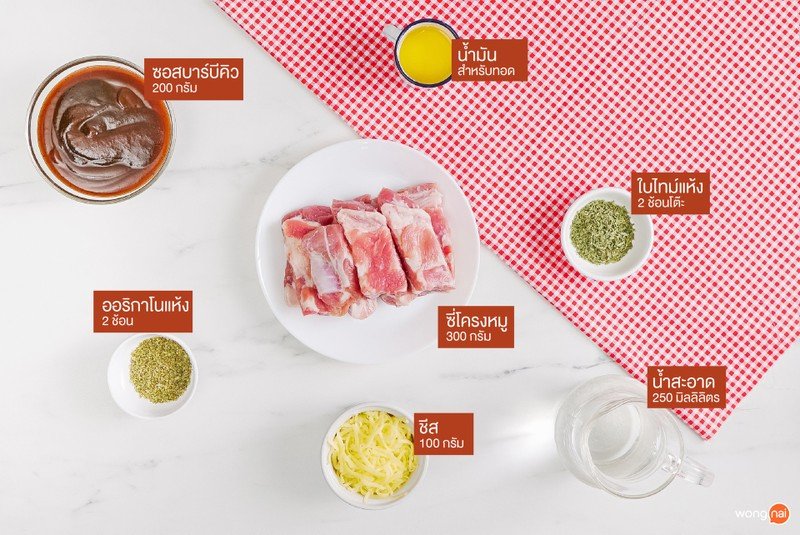 ซอสบาร์บีคิว
200 กรัม
น้ำมัน
สำหรับทอด
ใบไทม์แห้ง
2 ช้อนโต๊ะ
ออริกาโนแห้ง
2 ช้อน
ซี่โครงหมู
300 กรัม
น้ำสะอาด
250 มิลลิลิตร
ชีส
100 กรัม
wongnai